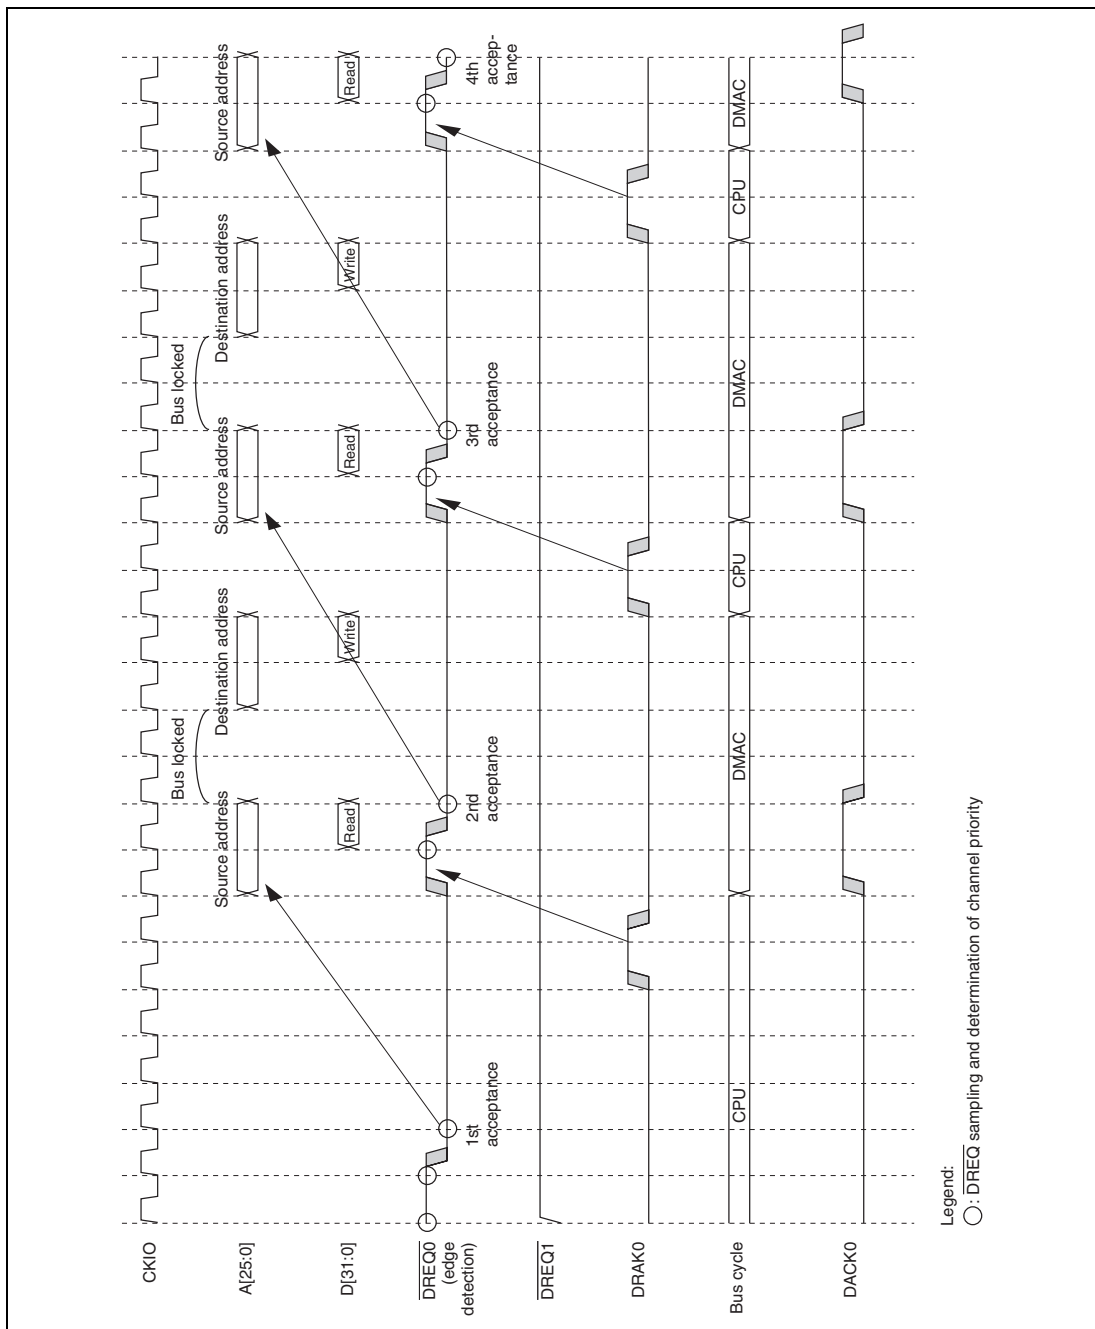 CKIO
Bus locked
Bus locked
A[25:0]
Source address
Destination address
Source address
Destination address
Source address
D[31:0]
Read
Write
Read
Write
Read
DREQ0
(edge
detection)
1st
acceptance
2nd
acceptance
3rd
acceptance
4th
accep-
tance
DREQ1
DRAK0
Bus cycle
CPU
DMAC
CPU
DMAC
CPU
DMAC
DACK0
Legend:
: DREQ sampling and determination of channel priority